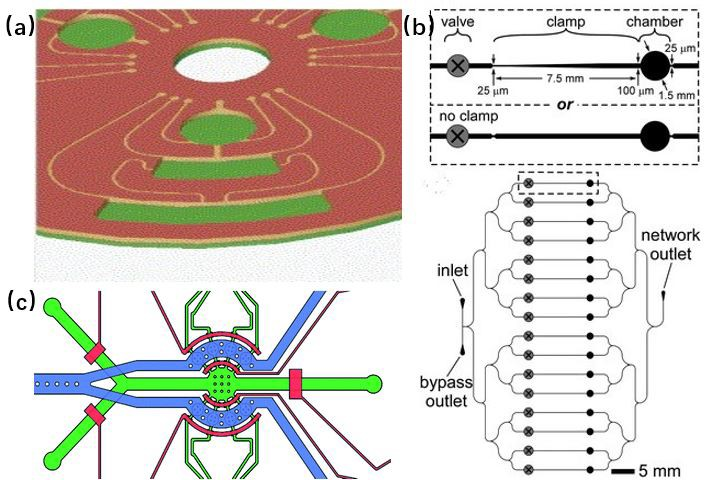 (a)
(b)
valve
clamp
chamber
25 μm
7.5 mm
25 μm
100 μm
1.5 mm
or
no clamp
network
outlet
inlet
bypass
outlet
5 mm
(c)